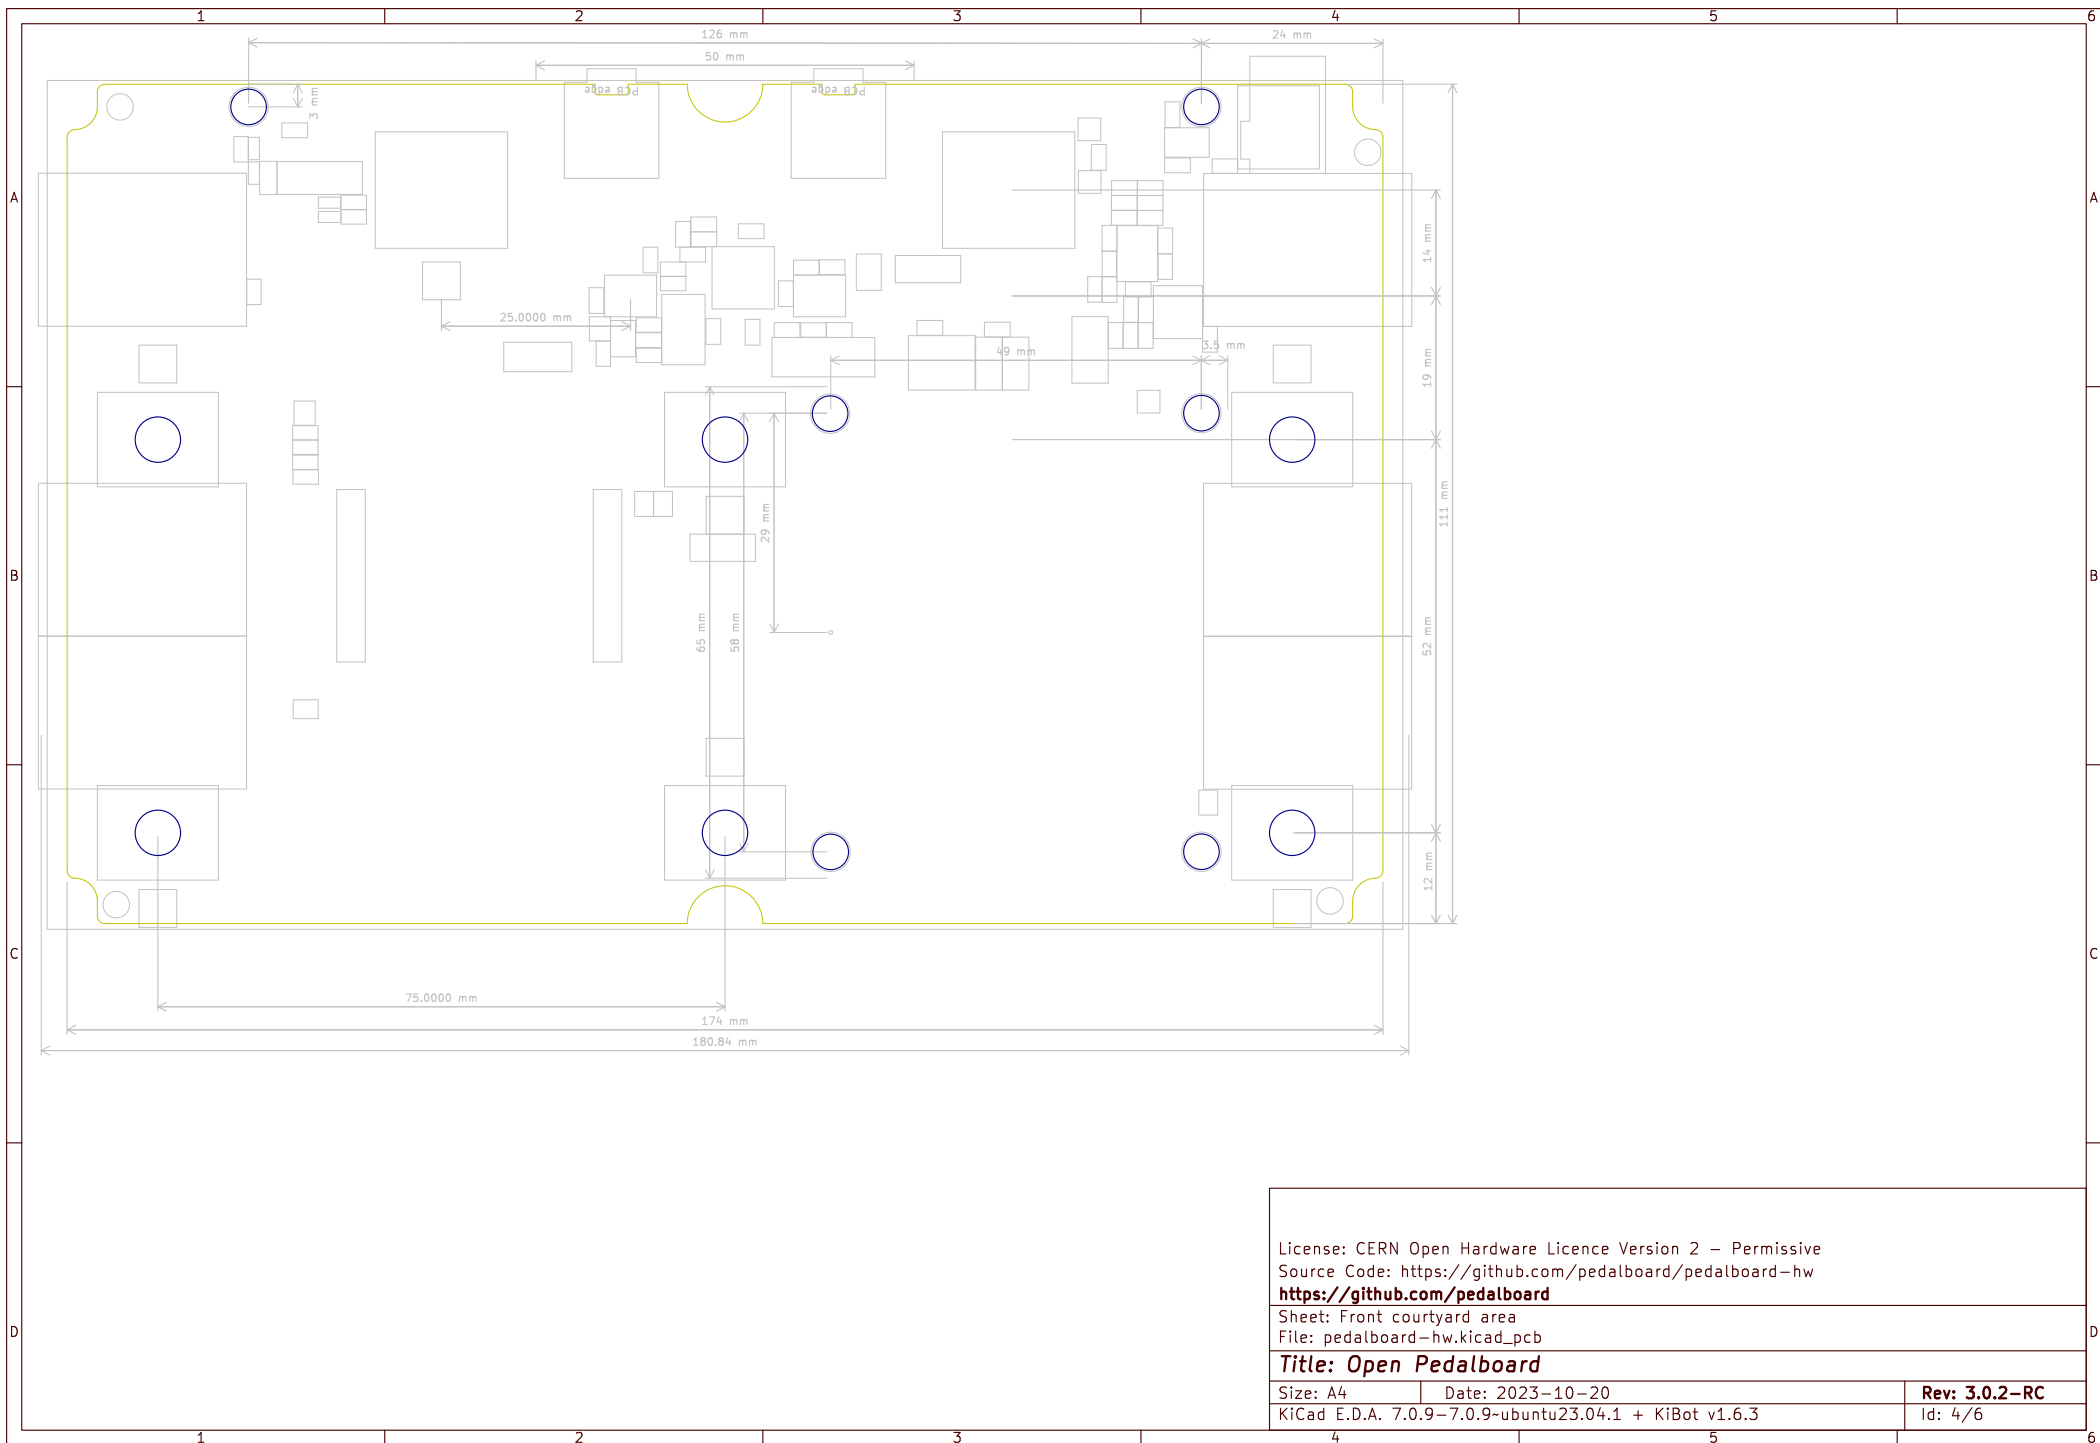 1 2 3 4 5 6
126 mm
24 mm
50 mm
3 mm
PCB edge
PCB edge
A
A
14 mm
25.0000 mm
3.5 mm
49 mm
19 mm
111 mm
29 mm
B
B
65 mm
58 mm
52 mm
12 mm
C
C
75.0000 mm
174 mm
180.84 mm
License: CERN Open Hardware Licence Version 2 - Permissive
Source Code: https://github.com/pedalboard/pedalboard-hw
https://github.com/pedalboard
Sheet: Front courtyard area
File: pedalboard-hw.kicad_pcb
D
D
Title: Open Pedalboard
Size: A4 Date: 2023-10-20 Rev: 3.0.2-RC
KiCad E.D.A. 7.0.9-7.0.9~ubuntu23.04.1 + KiBot v1.6.3 Id: 4/6
1 2 3 4 5 6